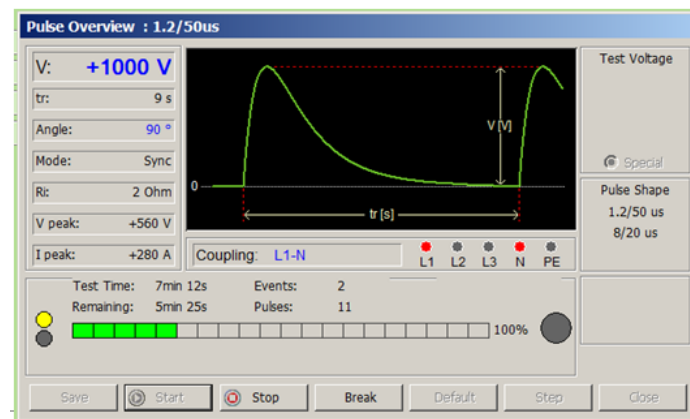 Pulse Overview : 1.2/50us
V: +1000 V
tr: 9 s
Angle: 90 °
Mode: Sync
Ri: 2 Ohm
V peak: +560 V
I peak: +280 A
V [V]
0
tr [s]
Coupling: L1-N
L1 L2 L3 N PE
Test Voltage
Special
Pulse Shape
1.2/50 us
8/20 us
Test Time: 7min 12s Events: 2
Remaining: 5min 25s Pulses: 11
100%
Save Start Stop Break Default Step Close